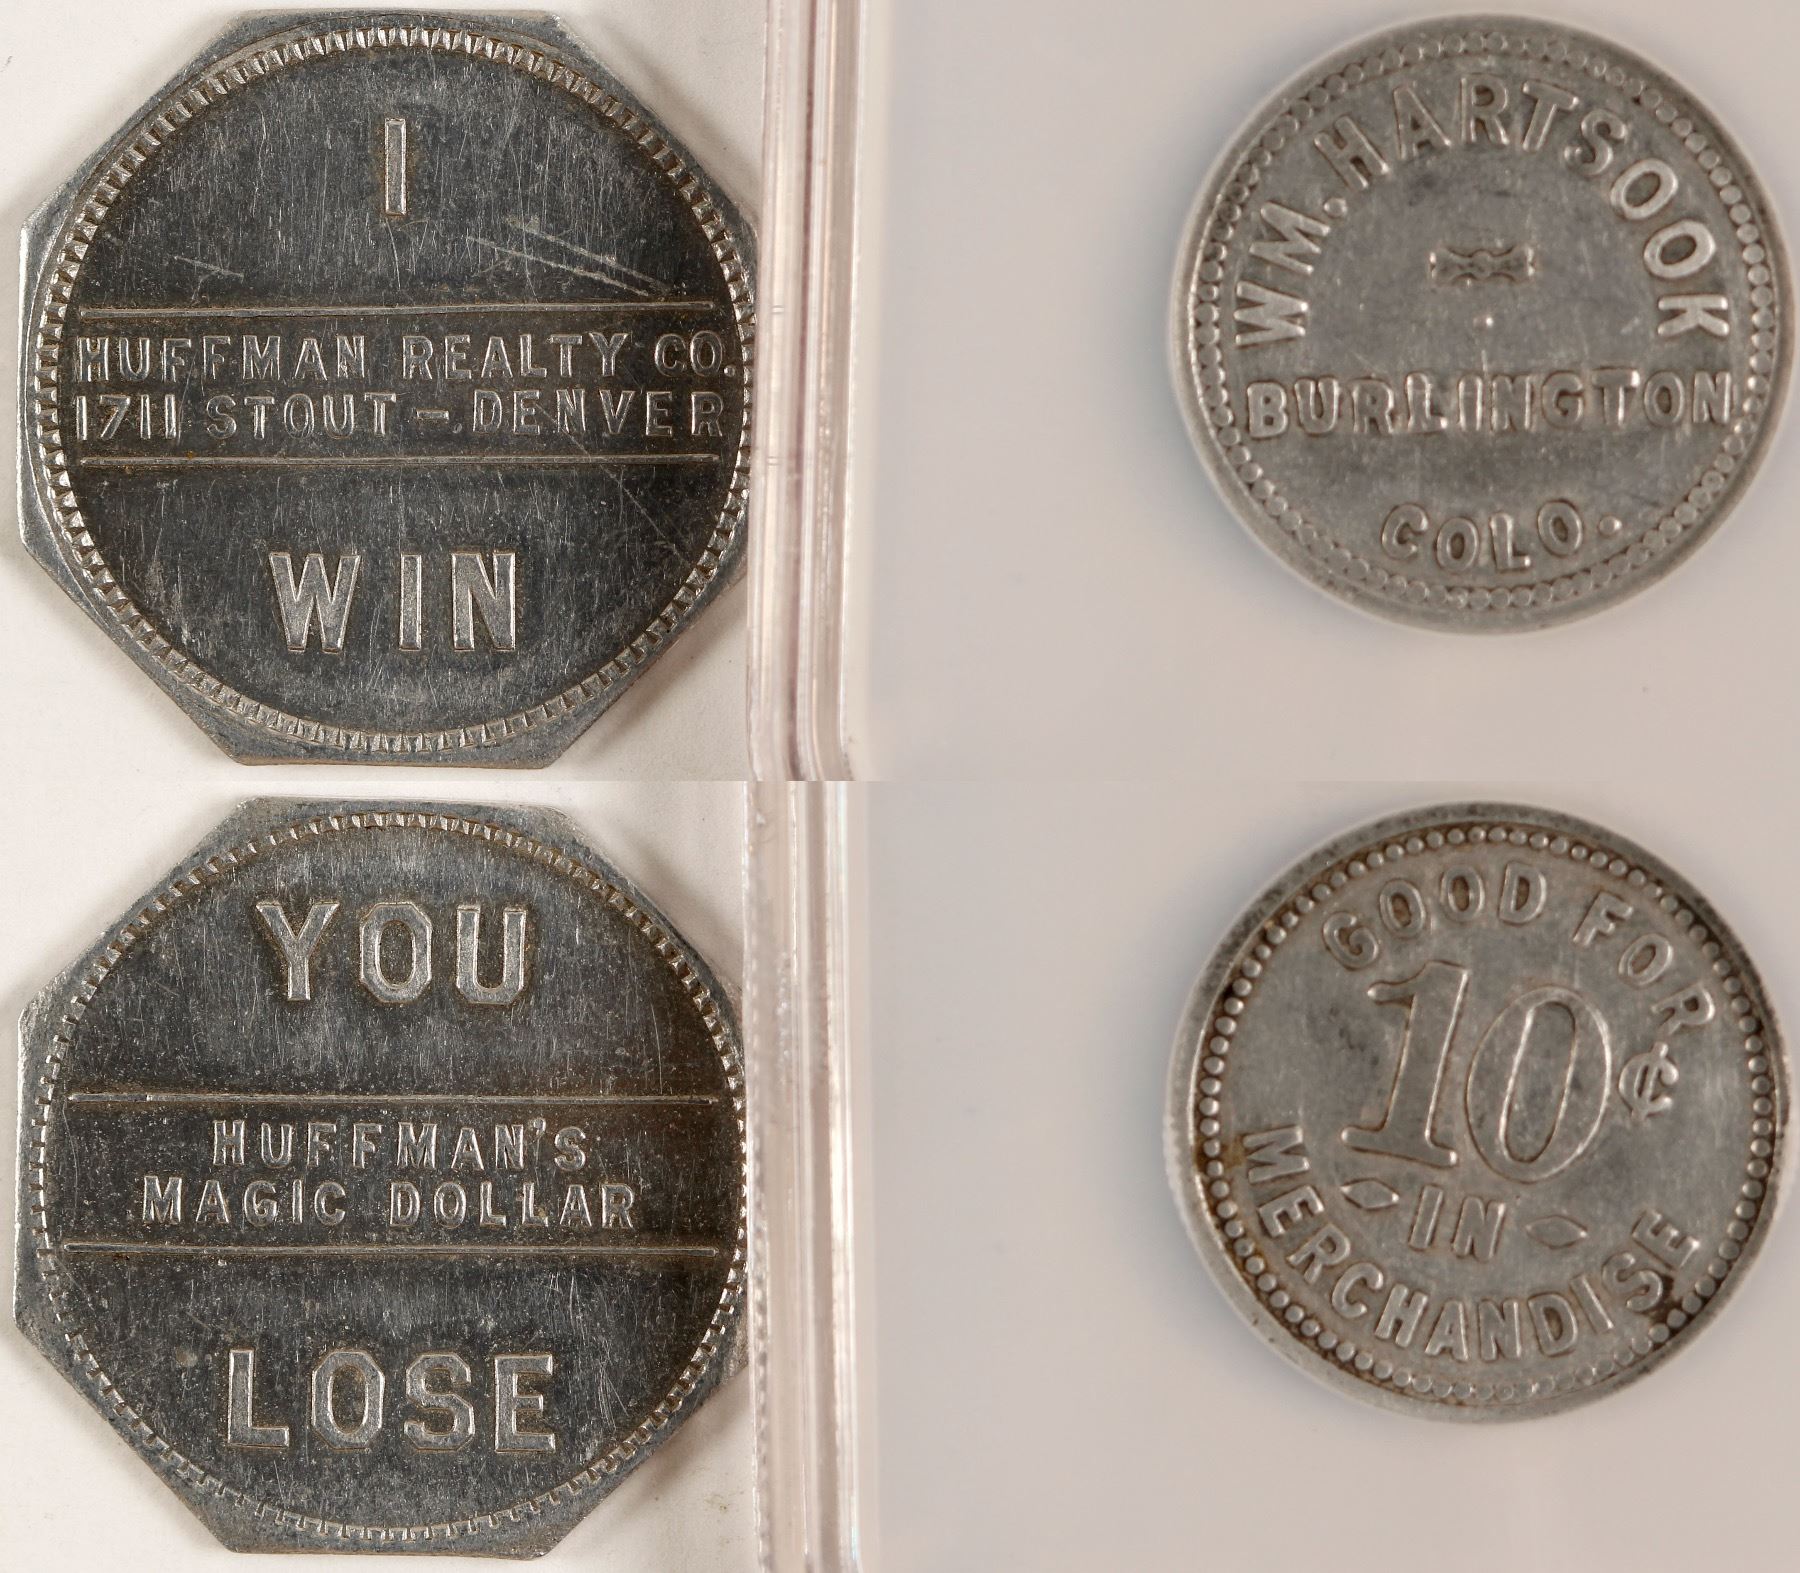 I
HUFFMAN REALTY CO.
1711 STOUT - DENVER
WIN
WM. HARTSOOK
BURLINGTON
COLO.
YOU
HUFFMAN'S
MAGIC DOLLAR
LOSE
GOOD FOR
10¢
IN
MERCHANDISE